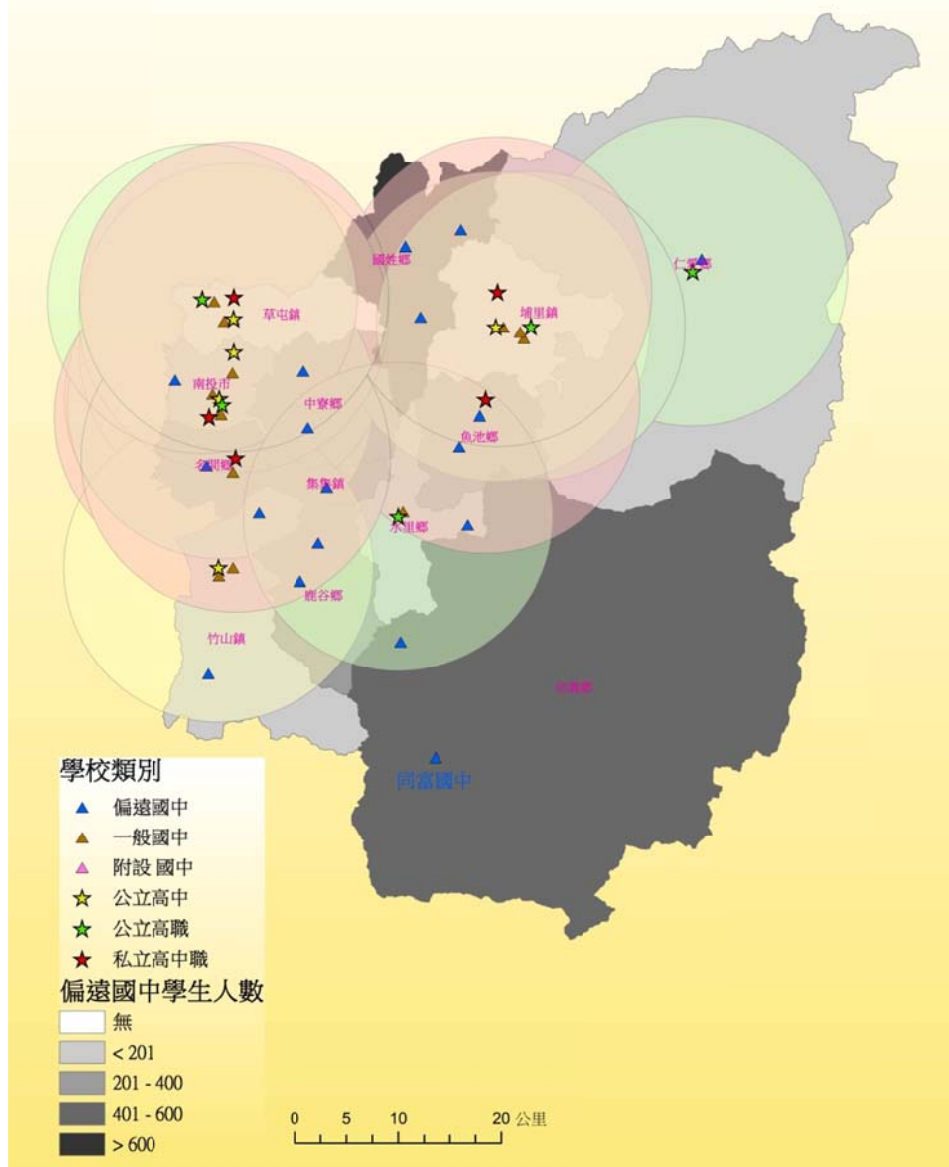 國姓鄉
仁愛鄉
草屯鎮
埔里鎮
南投市
中寮鄉
魚池鄉
名間鄉
集集鎮
水里鄉
鹿谷鄉
竹山鎮
信義鄉
同富國中
學校類別
偏遠國中
一般國中
附設 國中
公立高中
公立高職
私立高中職
偏遠國中學生人數
無
< 201
201 - 400
401 - 600
> 600
0 5 10 20 公里